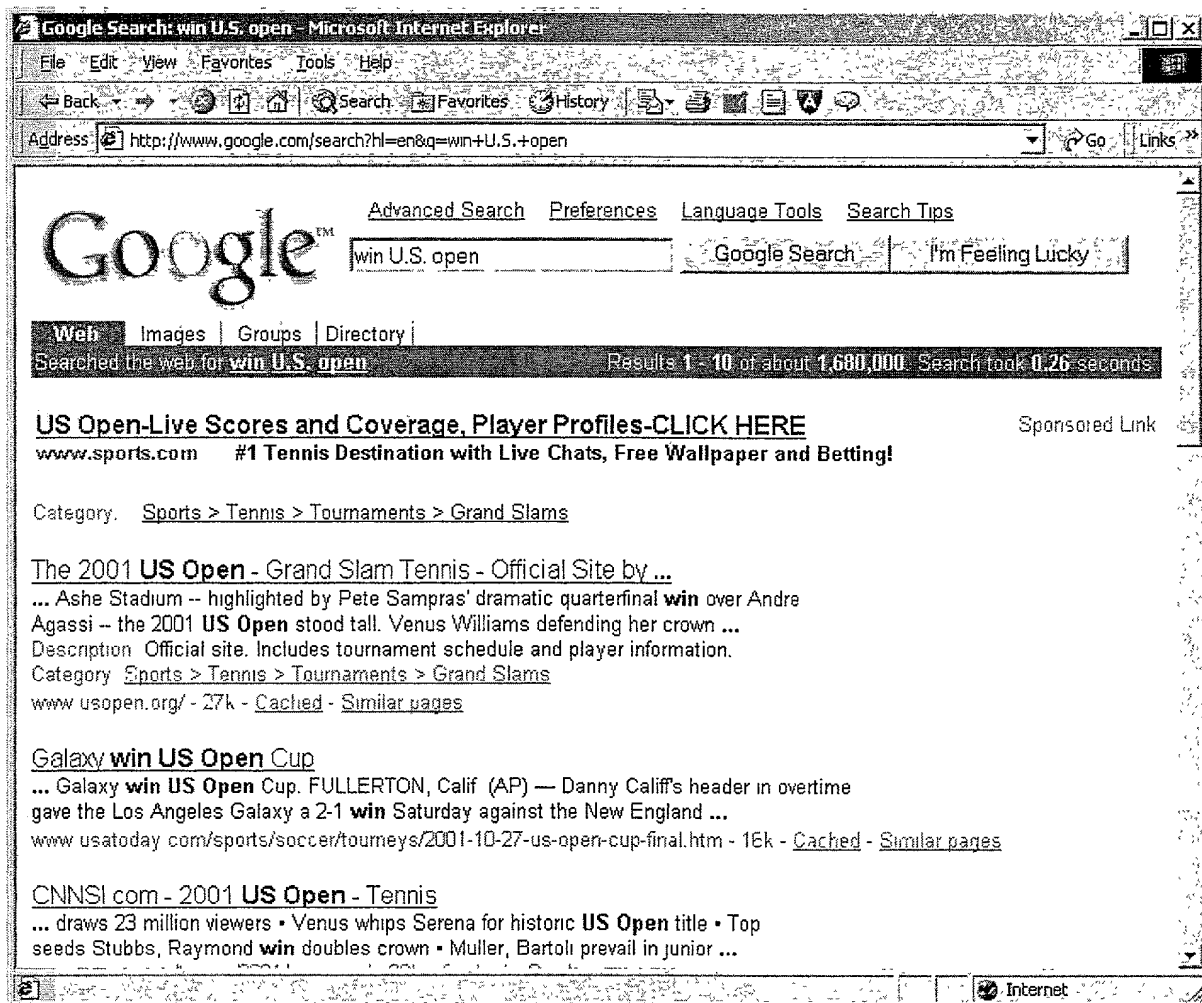 Google Search: win U.S. open - Microsoft Internet Explorer
File Edit View Favorites Tools Help
Back Search Favorites History
Address http://www.google.com/search?hl=en&q=win+U.S.+open Go Links »
Advanced Search Preferences Language Tools Search Tips
Google™ win U.S. open Google Search I'm Feeling Lucky
Web Images Groups Directory
Searched the web for win U.S. open. Results 1 - 10 of about 1,680,000. Search took 0.26 seconds
US Open-Live Scores and Coverage, Player Profiles-CLICK HERE Sponsored Link
www.sports.com #1 Tennis Destination with Live Chats, Free Wallpaper and Betting!
Category. Sports > Tennis > Tournaments > Grand Slams
The 2001 US Open - Grand Slam Tennis - Official Site by ...
... Ashe Stadium -- highlighted by Pete Sampras' dramatic quarterfinal win over Andre
Agassi -- the 2001 US Open stood tall. Venus Williams defending her crown ...
Description Official site. Includes tournament schedule and player information.
Category Sports > Tennis > Tournaments > Grand Slams
www usopen.org/ - 27k - Cached - Similar pages
Galaxy win US Open Cup
... Galaxy win US Open Cup. FULLERTON, Calif (AP) — Danny Califf's header in overtime
gave the Los Angeles Galaxy a 2-1 win Saturday against the New England ...
www usatoday com/sports/soccer/tourneys/2001-10-27-us-open-cup-final.htm - 16k - Cached - Similar pages
CNNSI com - 2001 US Open - Tennis
... draws 23 million viewers • Venus whips Serena for historic US Open title • Top
seeds Stubbs, Raymond win doubles crown • Muller, Bartoli prevail in junior ...
Internet